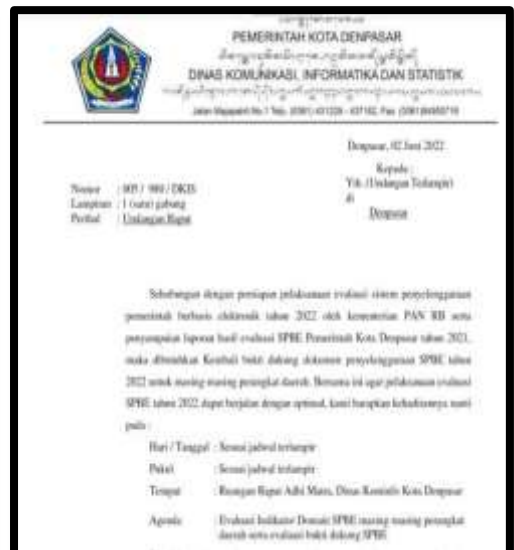 PEMERINTAH KOTA DENPASAR
DINAS KOMUNIKASI, INFORMATIKA DAN STATISTIK
Denpasar, 02 Juni 2022
Kepada :
Nomor : 005 / 980 / DKIS
Yth. (Undangan Terlampir)
Lampiran : 1 (satu) gabung
di
Perihal : Undangan Rapat
Denpasar
Sehubungan dengan persiapan pelaksanaan evaluasi sistem penyelenggaraan
pemerintah berbasis elektronik tahun 2022 oleh kementerian PAN RB serta
penyampaian laporan hasil evaluasi SPBE Pemerintah Kota Denpasar tahun 2021,
maka dibutuhkan Kembali bukti dukung dokumen penyelenggaraan SPBE tahun
2022 untuk masing masing perangkat daerah. Bersama ini agar pelaksanaan evaluasi
SPBE tahun 2022 dapat berjalan dengan optimal, kami harapkan kehadirannya nanti
pada :
Hari / Tanggal : Sesuai jadwal terlampir
Pukul : Sesuai jadwal terlampir
Tempat : Ruangan Rapat Adhi Mana, Dinas Kominfo Kota Denpasar
Agenda : Evaluasi Indikator Domain SPBE masing masing perangkat
daerah serta evaluasi bukti dukung SPBE